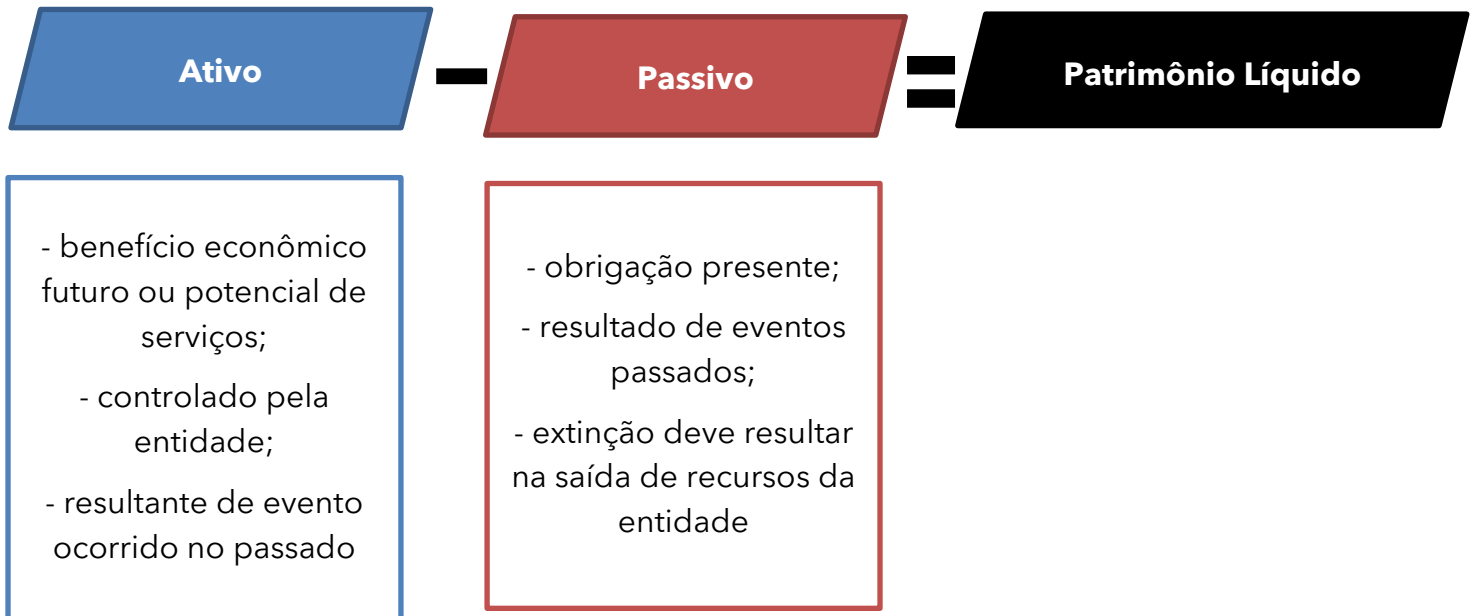 Ativo
Passivo
Patrimônio Líquido
- benefício econômico
futuro ou potencial de
serviços;
- controlado pela
entidade;
- resultante de evento
ocorrido no passado
- obrigação presente;
- resultado de eventos
passados;
- extinção deve resultar
na saída de recursos da
entidade